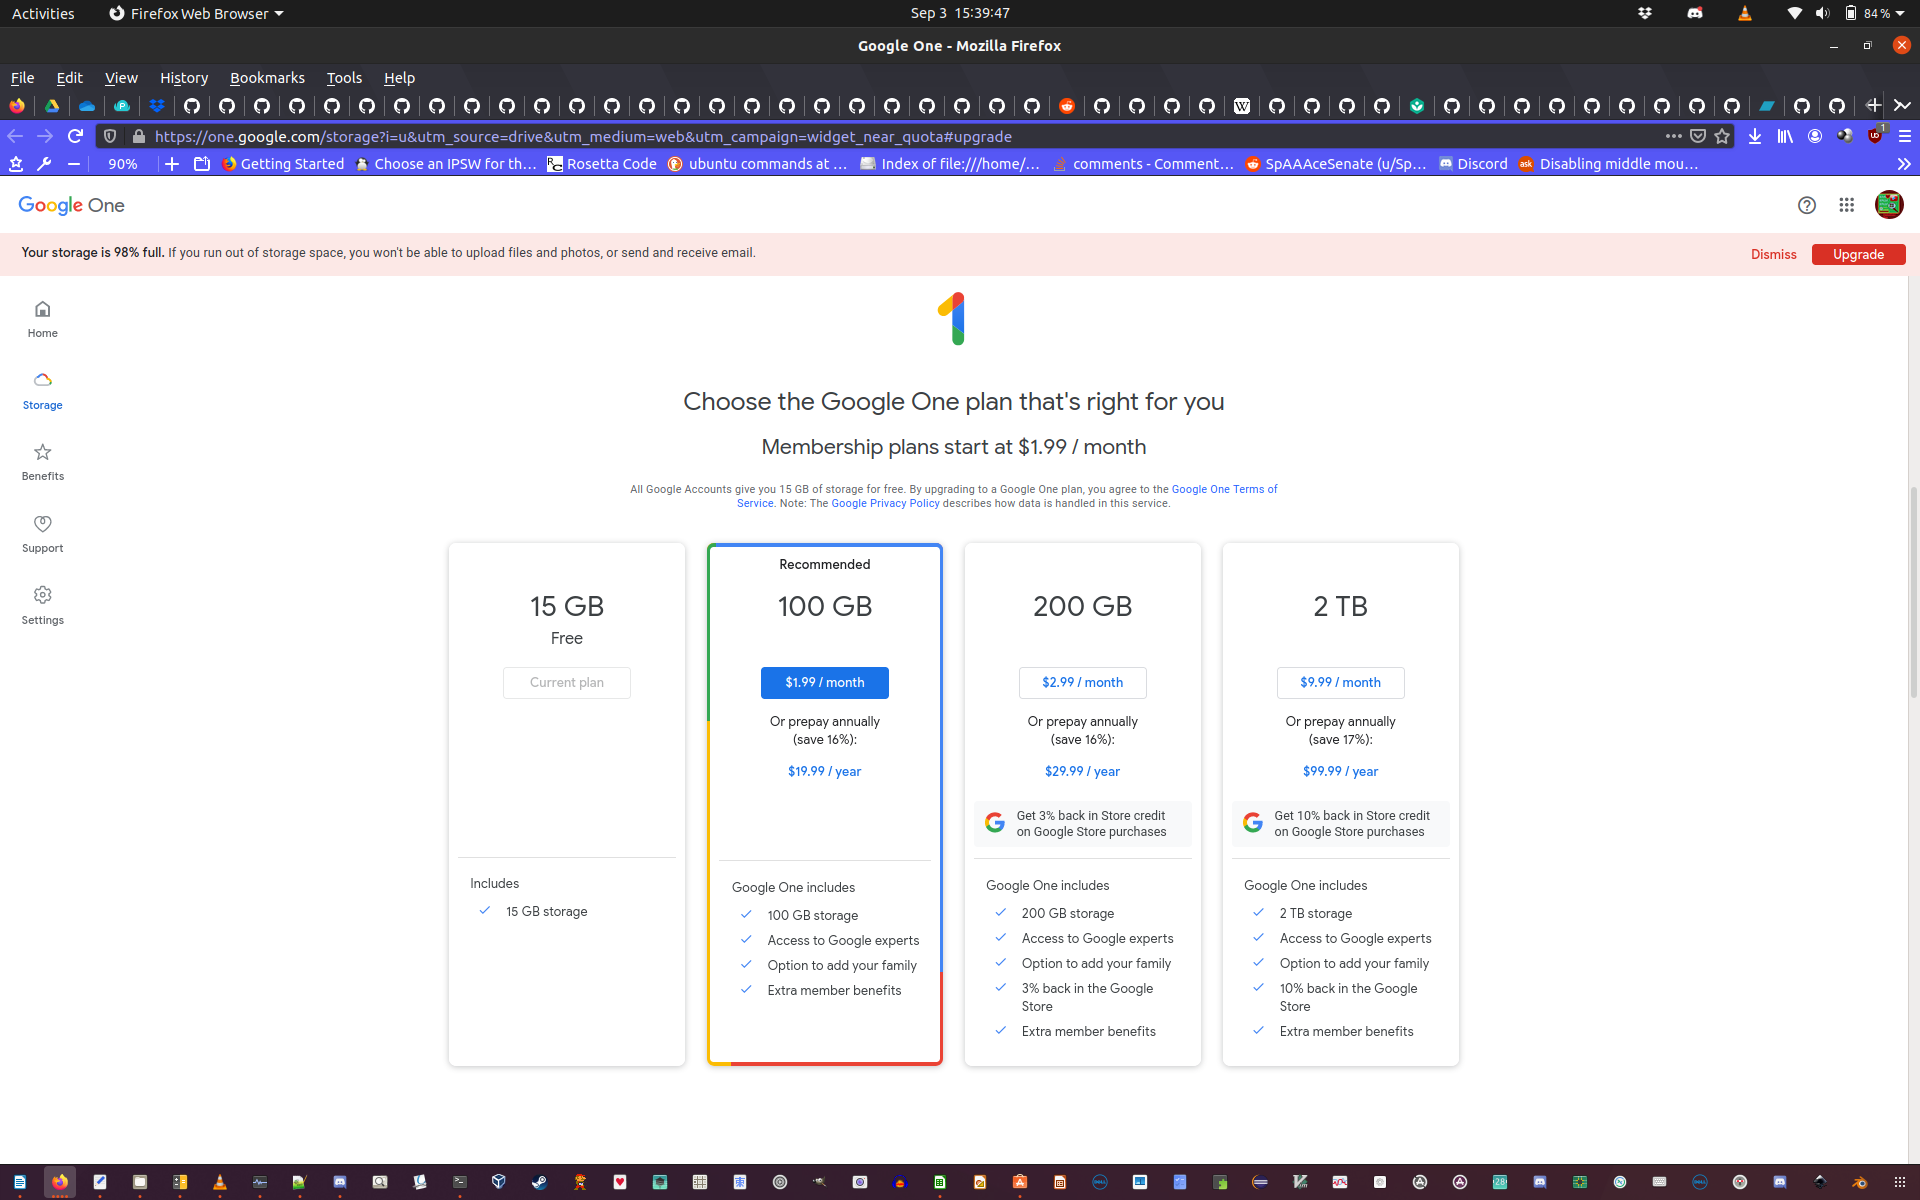 Activities
Firefox Web Browser
Sep 3 15:39:47
84 %
Google One - Mozilla Firefox
File Edit View History Bookmarks Tools Help
https://one.google.com/storage?i=u&utm_source=drive&utm_medium=web&utm_campaign=widget_near_quota#upgrade
1
90%
Getting Started
Choose an IPSW for th…
Rosetta Code
ubuntu commands at …
Index of file:///home/…
comments - Comment…
SpAAAceSenate (u/Sp…
Discord
Disabling middle mou…
Google One
Your storage is 98% full. If you run out of storage space, you won't be able to upload files and photos, or send and receive email.
Dismiss
Upgrade
Home
Storage
Benefits
Support
Settings
Choose the Google One plan that's right for you
Membership plans start at $1.99 / month
All Google Accounts give you 15 GB of storage for free. By upgrading to a Google One plan, you agree to the Google One Terms of
Service. Note: The Google Privacy Policy describes how data is handled in this service.
15 GB
Free
Current plan
Includes
15 GB storage
Recommended
100 GB
$1.99 / month
Or prepay annually
(save 16%):
$19.99 / year
Google One includes
100 GB storage
Access to Google experts
Option to add your family
Extra member benefits
200 GB
$2.99 / month
Or prepay annually
(save 16%):
$29.99 / year
Get 3% back in Store credit
on Google Store purchases
Google One includes
200 GB storage
Access to Google experts
Option to add your family
3% back in the Google
Store
Extra member benefits
2 TB
$9.99 / month
Or prepay annually
(save 17%):
$99.99 / year
Get 10% back in Store credit
on Google Store purchases
Google One includes
2 TB storage
Access to Google experts
Option to add your family
10% back in the Google
Store
Extra member benefits